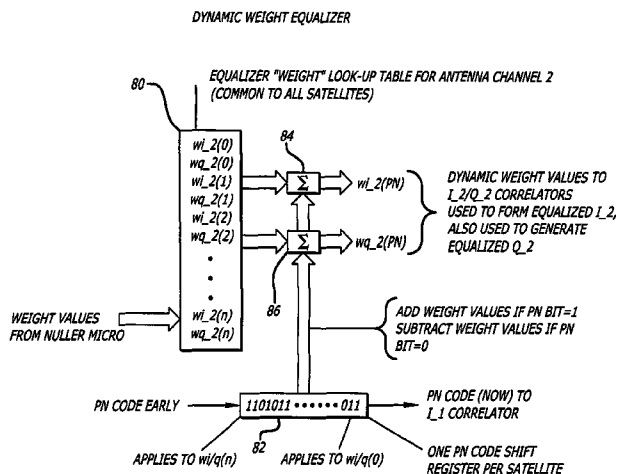 DYNAMIC WEIGHT EQUALIZER
80
EQUALIZER "WEIGHT" LOOK-UP TABLE FOR ANTENNA CHANNEL 2
(COMMON TO ALL SATELLITES)
wi_2(0)
wq_2(0)
wi_2(1)
wq_2(1)
wi_2(2)
wq_2(2)
wi_2(n)
wq_2(n)
84
Σ
wi_2(PN)
Σ
wq_2(PN)
86
DYNAMIC WEIGHT VALUES TO
I_2/Q_2 CORRELATORS
USED TO FORM EQUALIZED I_2,
ALSO USED TO GENERATE
EQUALIZED Q_2
WEIGHT VALUES
FROM NULLER MICRO
ADD WEIGHT VALUES IF PN BIT=1
SUBTRACT WEIGHT VALUES IF PN
BIT=0
PN CODE EARLY
1101011 • • • • • • 011
PN CODE (NOW) TO
I_1 CORRELATOR
82
APPLIES TO wi/q(n)
APPLIES TO wi/q(0)
ONE PN CODE SHIFT
REGISTER PER SATELLITE